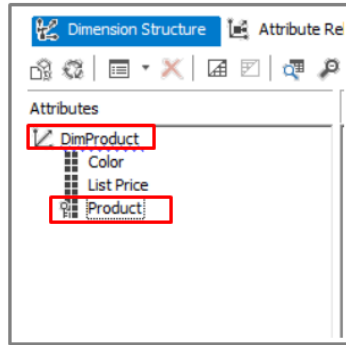 Dimension Structure Attribute Re
Attributes
DimProduct
Color
List Price
Product